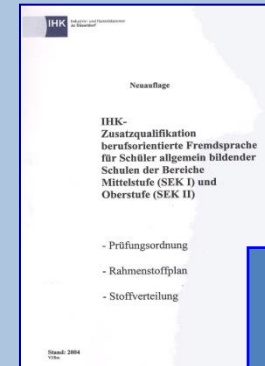 IHK
Industrie- und Handelskammer
zu Düsseldorf
Neuauflage
IHK-
Zusatzqualifikation
berufsorientierte Fremdsprache
für Schüler allgemein bildender
Schulen der Bereiche
Mittelstufe (SEK I) und
Oberstufe (SEK II)
- Prüfungsordnung
- Rahmenstoffplan
- Stoffverteilung
Stand: 2004